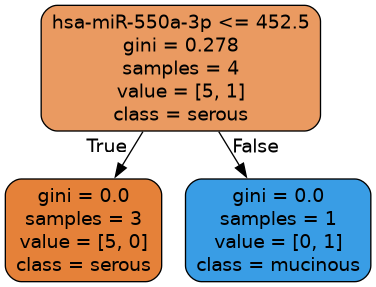 hsa-miR-550a-3p <= 452.5
gini = 0.278
samples = 4
value = [5, 1]
class = serous
True
False
gini = 0.0
samples = 3
value = [5, 0]
class = serous
gini = 0.0
samples = 1
value = [0, 1]
class = mucinous